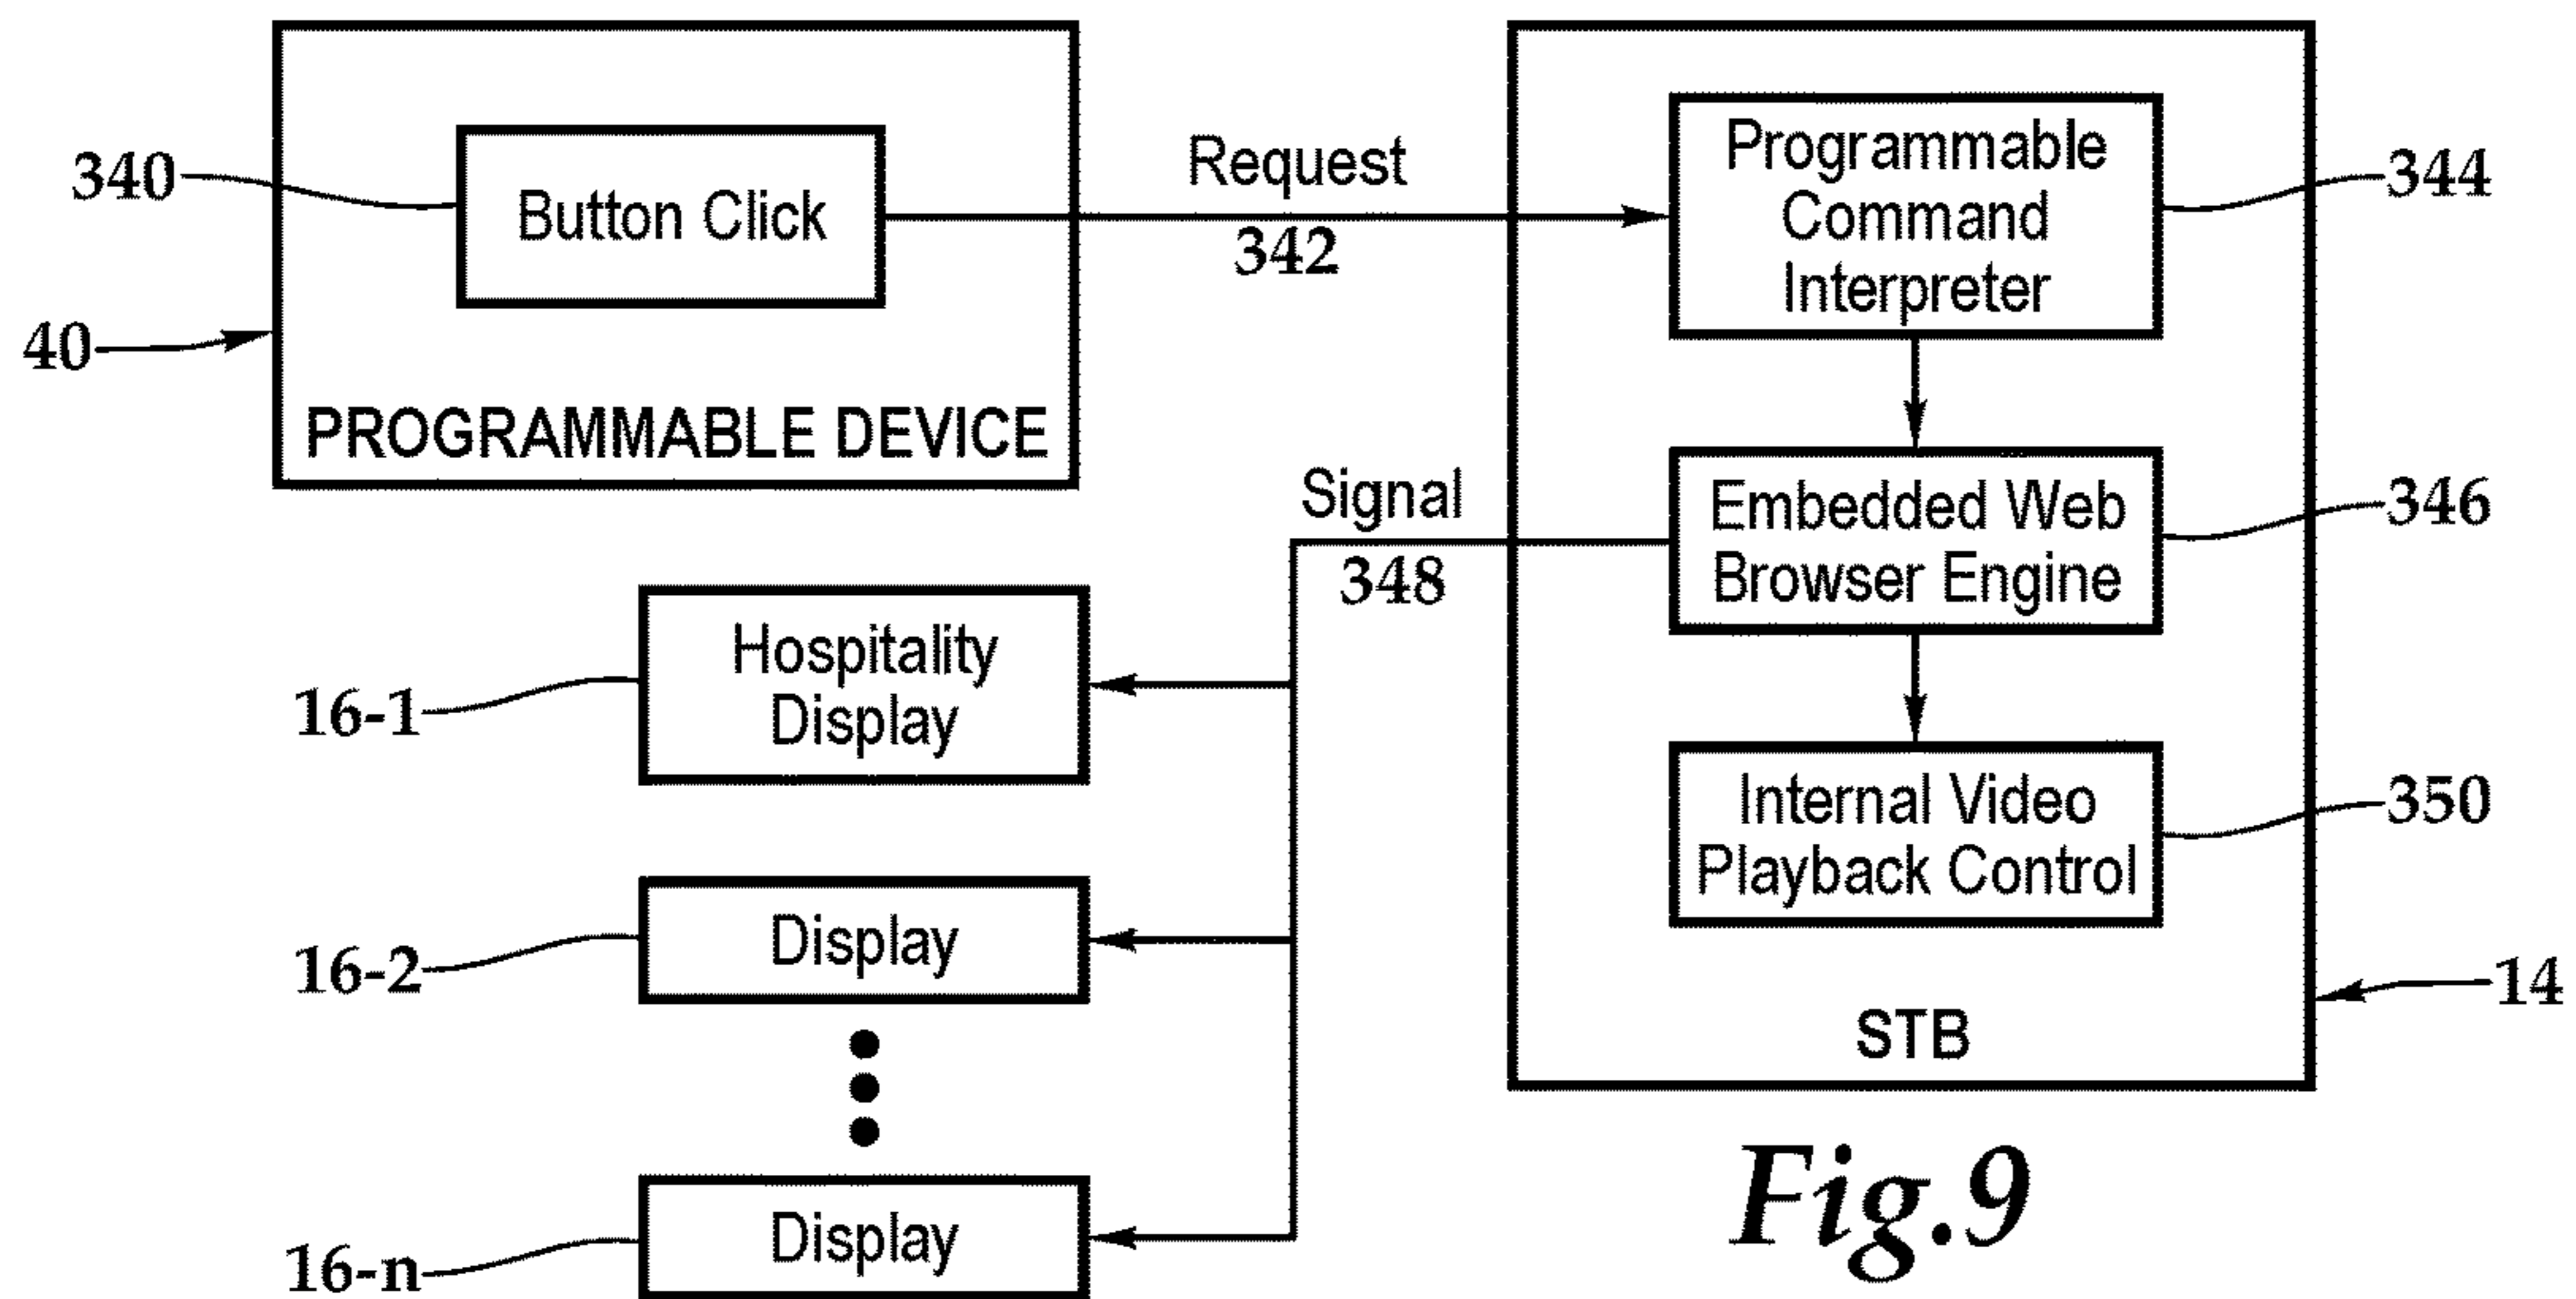 340
Button Click
40
PROGRAMMABLE DEVICE
Request
342
Programmable
Command
Interpreter
344
Signal
348
Embedded Web
Browser Engine
346
Hospitality
Display
16-1
Internal Video
Playback Control
350
Display
16-2
14
STB
Display
16-n
Fig.9